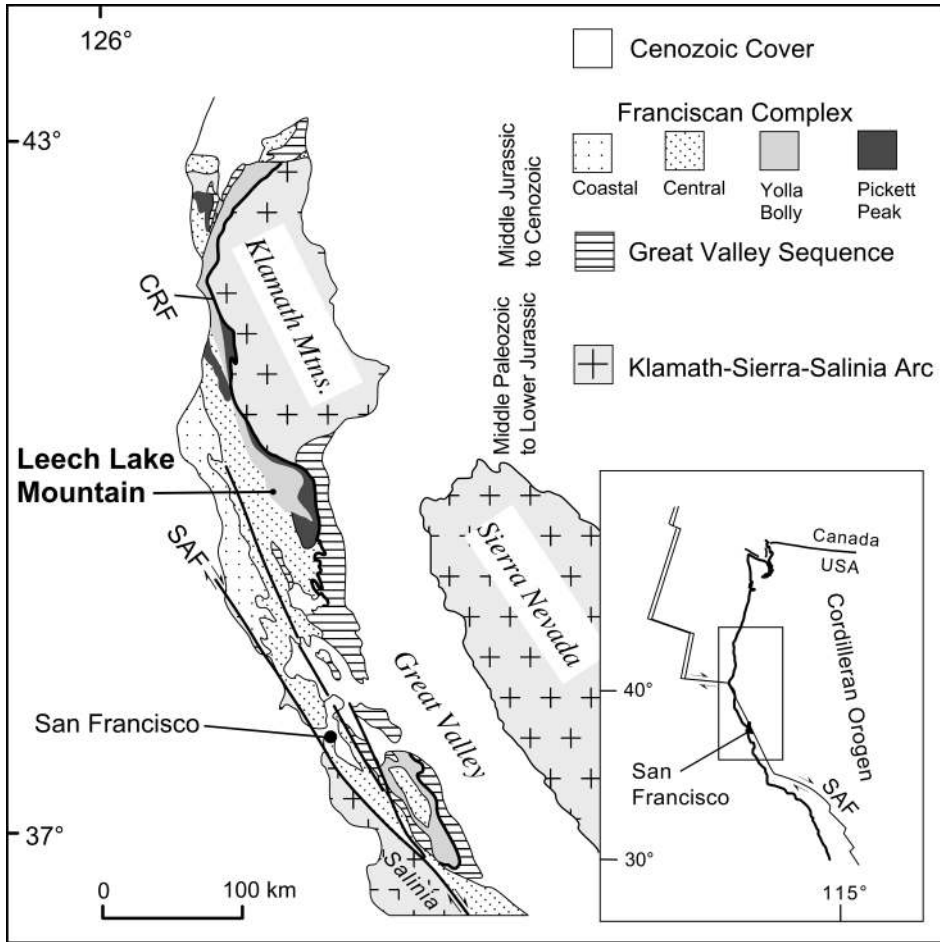 126°
43°
Cenozoic Cover
Franciscan Complex
Coastal
Central
Yolla
Bolly
Pickett
Peak
Middle Jurassic
to Cenozoic
Great Valley Sequence
Middle Paleozoic
to Lower Jurassic
Klamath-Sierra-Salinia Arc
Klamath Mtns.
CRF
Leech Lake
Mountain
SAF
Sierra Nevada
Great Valley
San Francisco
37°
Salinia
0
100 km
Canada
USA
Cordilleran Orogen
40°
San
Francisco
SAF
30°
115°